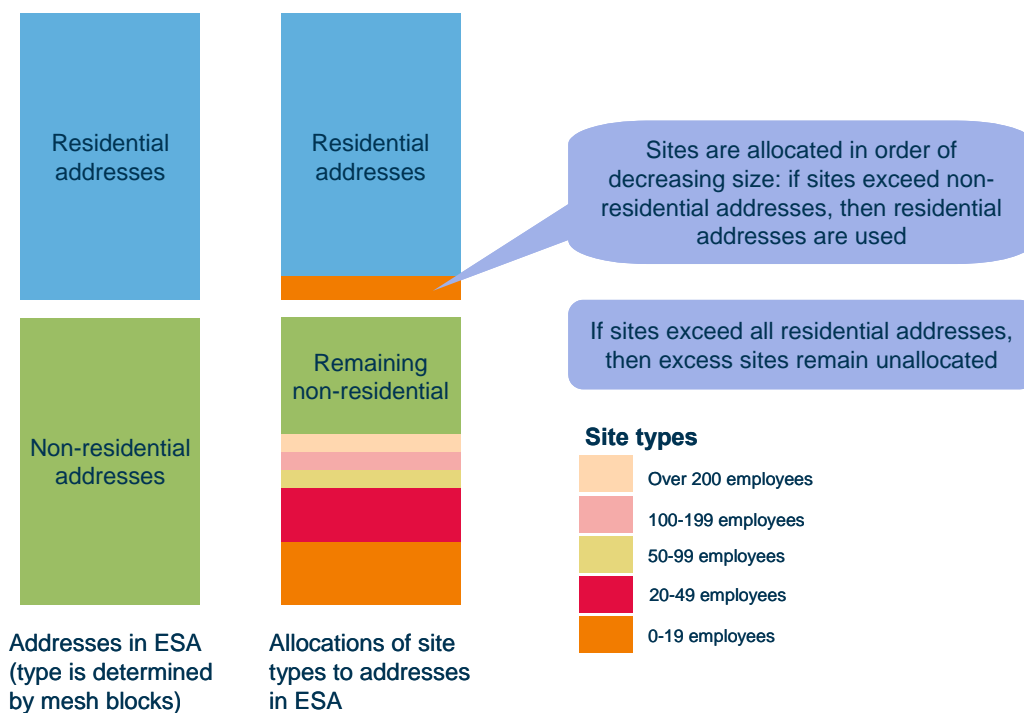 Residential
addresses
Non-residential
addresses
Addresses in ESA
(type is determined
by mesh blocks)
Residential
addresses
Remaining
non-residential
Allocations of site
types to addresses
in ESA
Sites are allocated in order of
decreasing size: if sites exceed non-
residential addresses, then residential
addresses are used
If sites exceed all residential addresses,
then excess sites remain unallocated
Site types
Over 200 employees
100-199 employees
50-99 employees
20-49 employees
0-19 employees